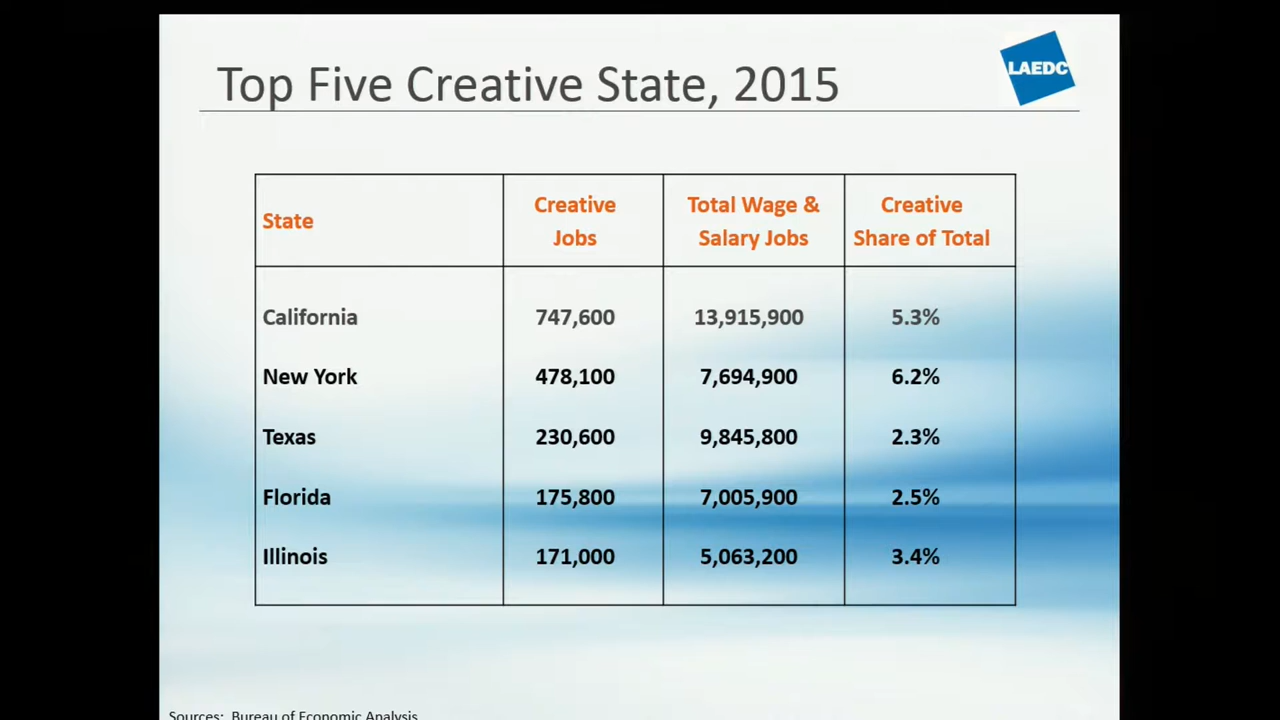 Top Five Creative State, 2015
LAEDC
State Creative Jobs Total Wage & Salary Jobs Creative Share of Total
California 747,600 13,915,900 5.3%
New York 478,100 7,694,900 6.2%
Texas 230,600 9,845,800 2.3%
Florida 175,800 7,005,900 2.5%
Illinois 171,000 5,063,200 3.4%
Sources: Bureau of Economic Analysis